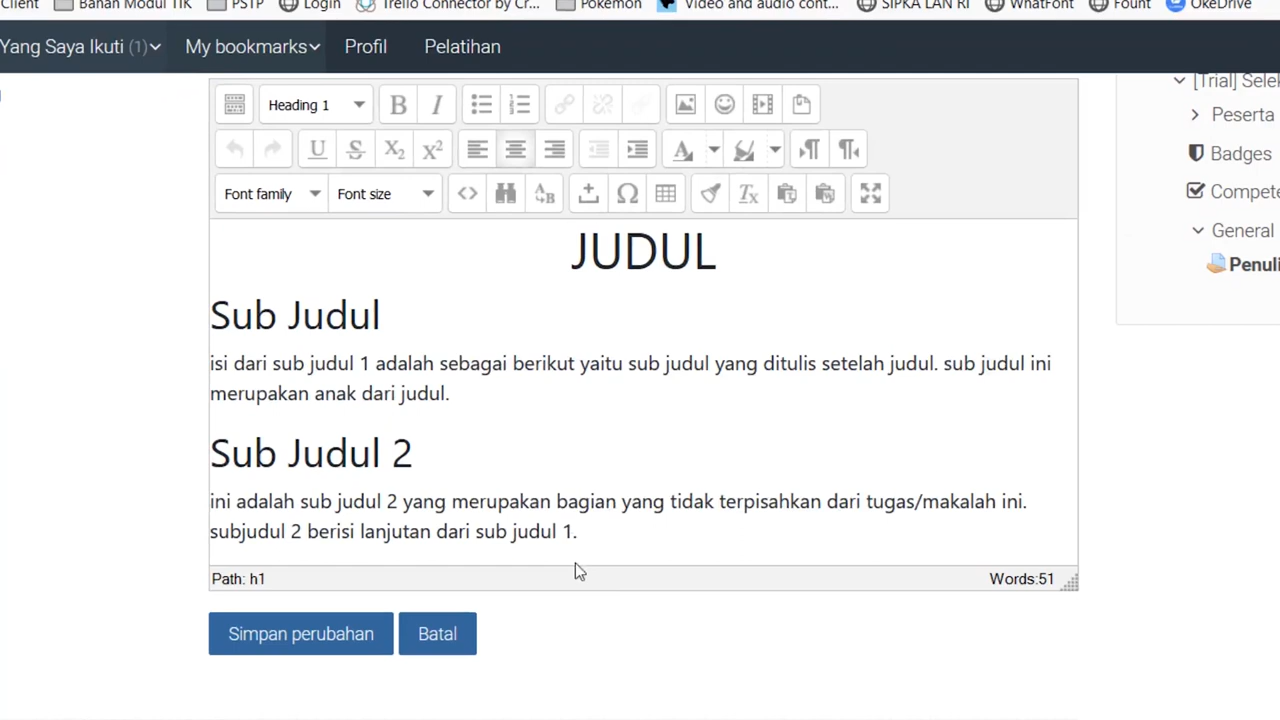 Client Bahan Modul TIK PSTP Login Trello Connector by Cr... Pokemon Video and audio cont... SIPKA LAN RI WhatFont Fount OkeDrive
Yang Saya Ikuti (1) My bookmarks Profil Pelatihan
[Trial] Selek
Heading 1 B I
Peserta
U S X2 X2
Badges
Font family Font size
Compete
General
JUDUL
Penuli
Sub Judul
isi dari sub judul 1 adalah sebagai berikut yaitu sub judul yang ditulis setelah judul. sub judul ini
merupakan anak dari judul.
Sub Judul 2
ini adalah sub judul 2 yang merupakan bagian yang tidak terpisahkan dari tugas/makalah ini.
subjudul 2 berisi lanjutan dari sub judul 1.
Path: h1 Words:51
Simpan perubahan Batal